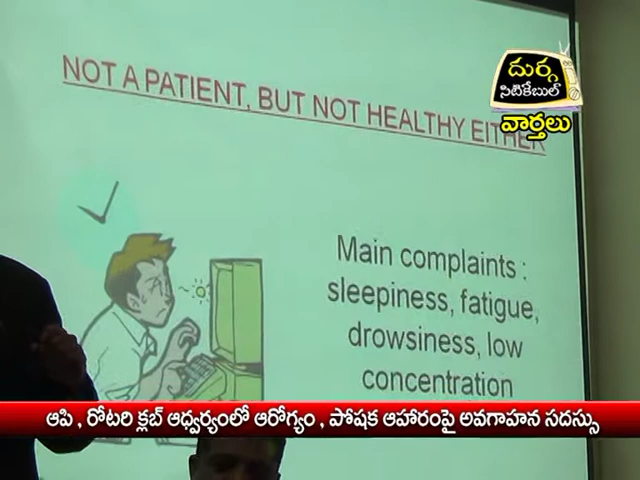 NOT A PATIENT, BUT NOT HEALTHY EITHER
దుర్గ
సిటికేబుల్
వార్తలు
Main complaints :
sleepiness, fatigue,
drowsiness, low
concentration
ఆపి , రోటరి క్లబ్ ఆధ్వర్యంలో ఆరోగ్యం , పోషక ఆహారంపై అవగాహన సదస్సు